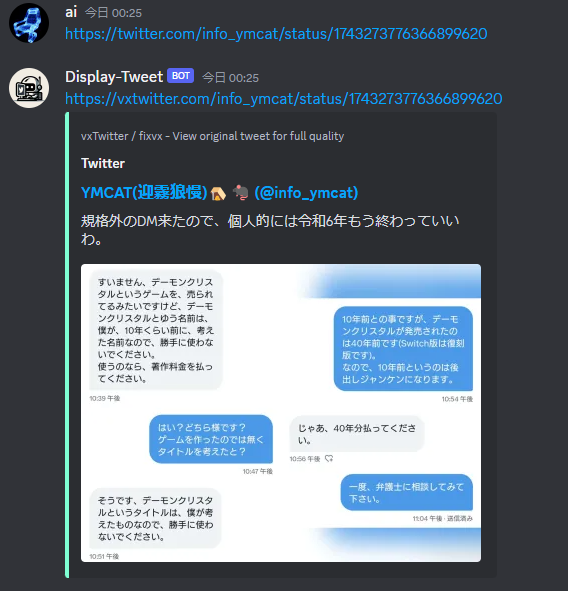 ai 今日 00:25
https://twitter.com/info_ymcat/status/1743273776366899620
Display-Tweet BOT 今日 00:25
https://vxtwitter.com/info_ymcat/status/1743273776366899620
vxTwitter / fixvx - View original tweet for full quality
Twitter
YMCAT(迎霧狼慢) (@info_ymcat)
規格外のDM来たので、個人的には令和6年もう終わっていい
わ。
すいません、デーモンクリス
タルというゲームを、売られ
てるみたいですけど、デーモ
ンクリスタルとゆう名前は、
僕が、10年くらい前に、考え
た名前なので、勝手に使わな
いでください。
使うのなら、著作料金を払っ
てください。
10:39 午後
はい？どちら様です？
ゲームを作ったのでは無く
タイトルを考えたと？
10:47 午後
そうです、デーモンクリスタ
ルというタイトルは、僕が考
えたものなので、勝手に使わ
ないでください。
10:51 午後
10年前との事ですが、デーモ
ンクリスタルが発売されたの
は40年前です(Switch版は復刻
版です)。
なので、10年前というのは後
出しジャンケンになります。
10:54 午後
じゃあ、40年分払ってくださ
い。
10:56 午後
一度、弁護士に相談してみて
下さい。
11:04 午後 · 送信済み